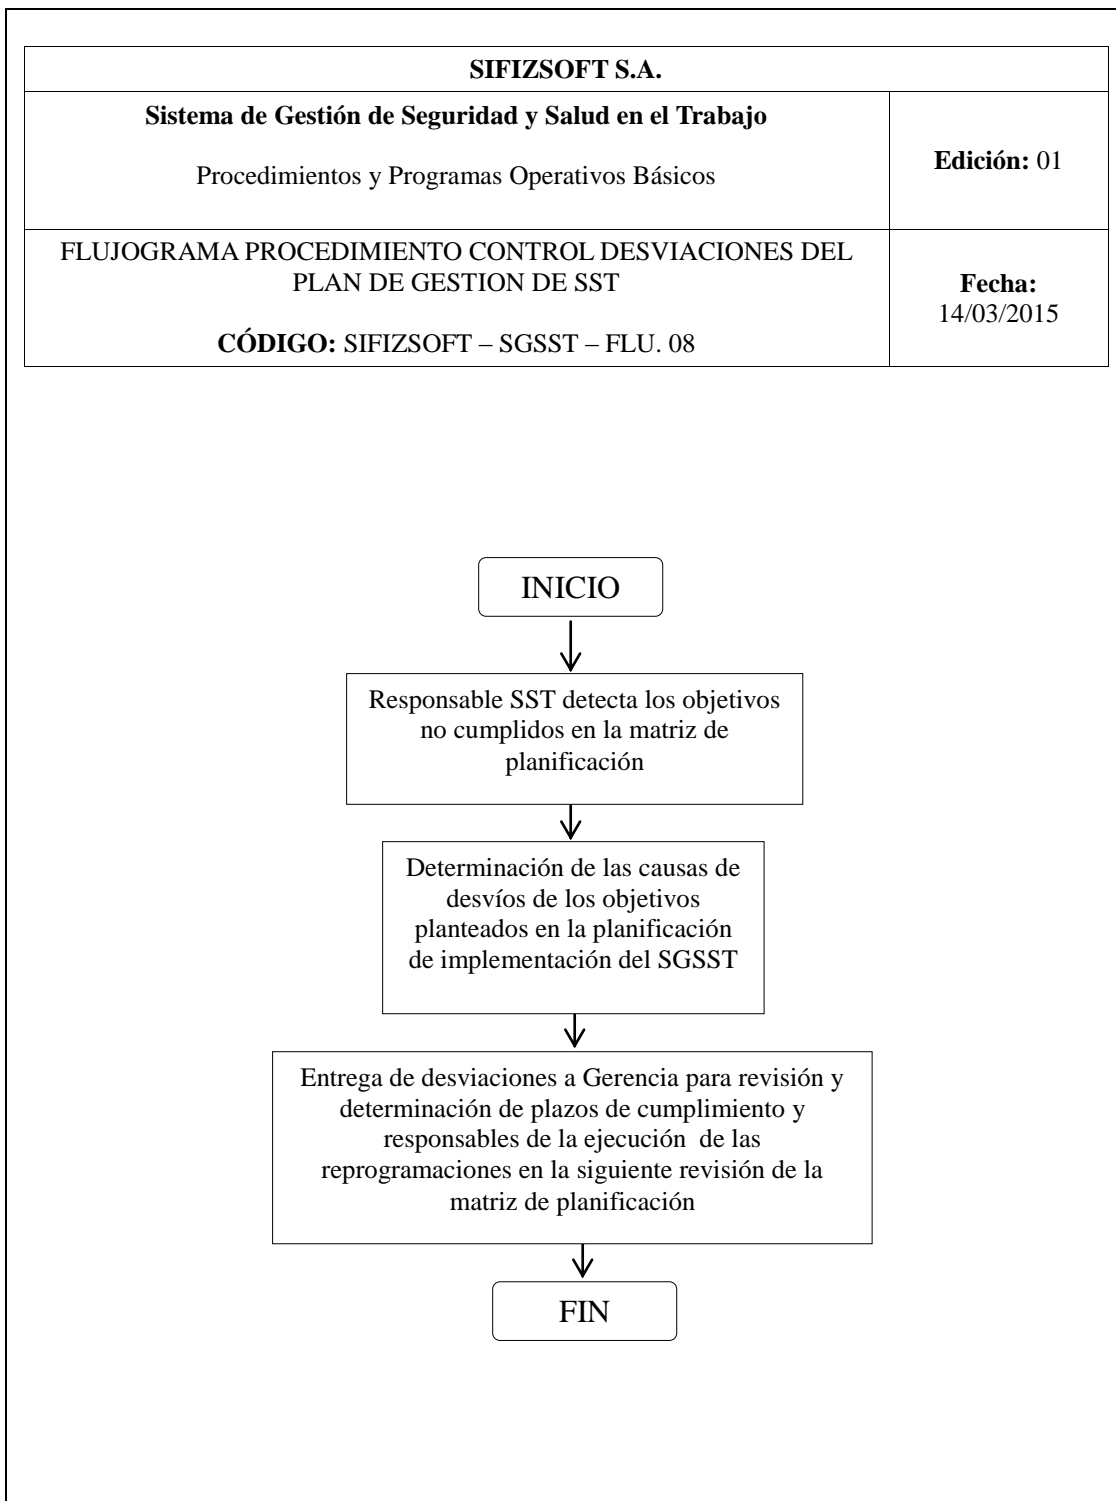 SIFIZSOFT S.A.
Sistema de Gestión de Seguridad y Salud en el Trabajo
Procedimientos y Programas Operativos Básicos
Edición: 01
FLUJOGRAMA PROCEDIMIENTO CONTROL DESVIACIONES DEL
PLAN DE GESTION DE SST
CÓDIGO: SIFIZSOFT – SGSST – FLU. 08
Fecha:
14/03/2015
INICIO
Responsable SST detecta los objetivos
no cumplidos en la matriz de
planificación
Determinación de las causas de
desvíos de los objetivos
planteados en la planificación
de implementación del SGSST
Entrega de desviaciones a Gerencia para revisión y
determinación de plazos de cumplimiento y
responsables de la ejecución  de las
reprogramaciones en la siguiente revisión de la
matriz de planificación
FIN